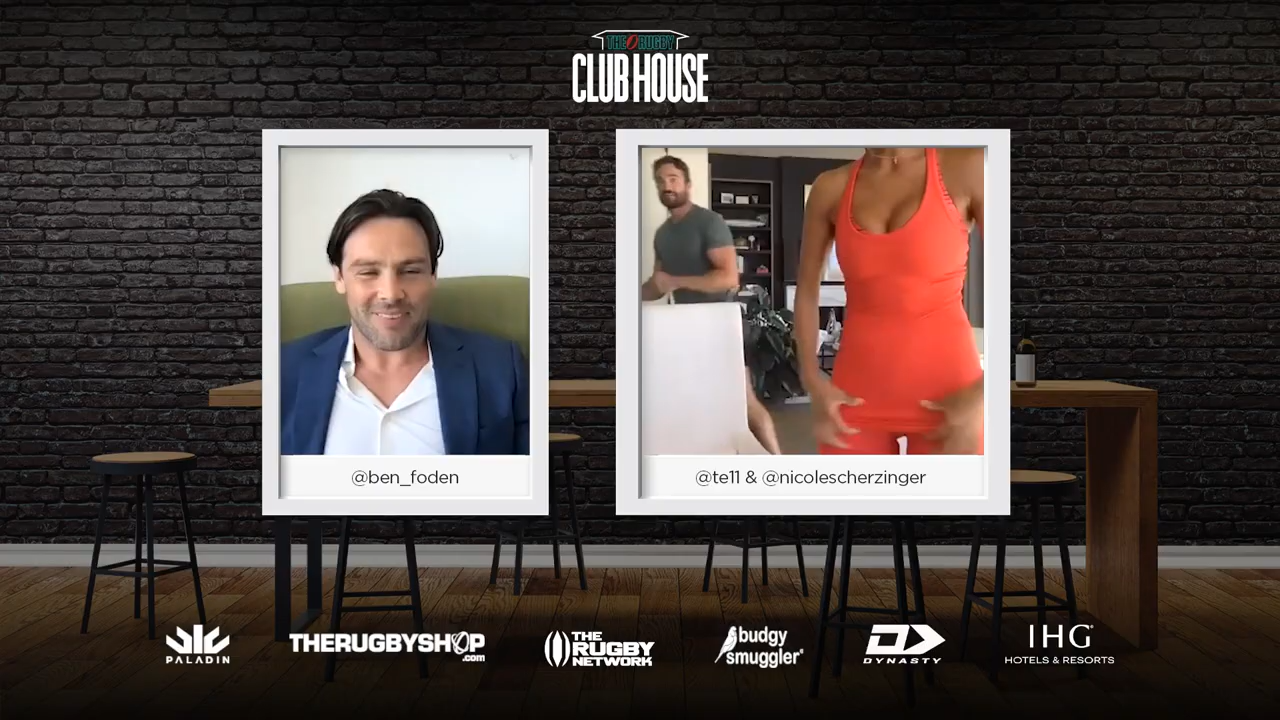 THE RUGBY
CLUB HOUSE
@ben_foden
@te11 & @nicolescherzinger
PALADIN
THERUGBYSHOP
.com
THE
RUGBY
NETWORK
budgy
smuggler®
DYNASTY
IHG®
HOTELS & RESORTS